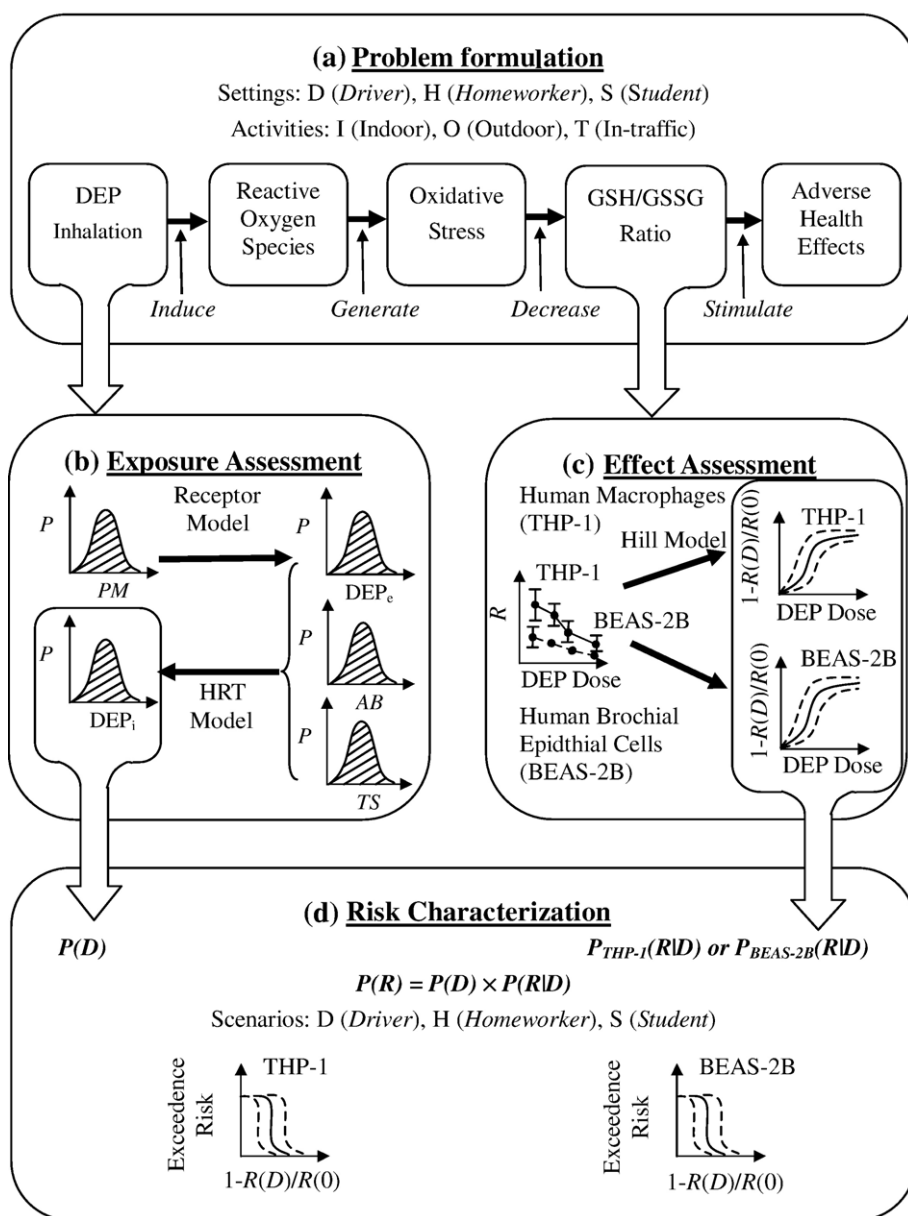 (a) Problem formulation
Settings: D (Driver), H (Homeworker), S (Student)
Activities: I (Indoor), O (Outdoor), T (In-traffic)
DEP
Inhalation
Reactive
Oxygen
Species
Oxidative
Stress
GSH/GSSG
Ratio
Adverse
Health
Effects
Induce
Generate
Decrease
Stimulate
(b) Exposure Assessment
P
PM
Receptor
Model
P
DEPe
P
DEPi
HRT
Model
P
AB
P
TS
(c) Effect Assessment
Human Macrophages
(THP-1)
Hill Model
R
THP-1
BEAS-2B
DEP Dose
Human Brochial
Epidthial Cells
(BEAS-2B)
1-R(D)/R(0)
THP-1
DEP Dose
1-R(D)/R(0)
BEAS-2B
DEP Dose
(d) Risk Characterization
P(D)
PTHP-1(R|D) or PBEAS-2B(R|D)
P(R) = P(D) × P(R|D)
Scenarios: D (Driver), H (Homeworker), S (Student)
Exceedence
Risk
THP-1
1-R(D)/R(0)
Exceedence
Risk
BEAS-2B
1-R(D)/R(0)